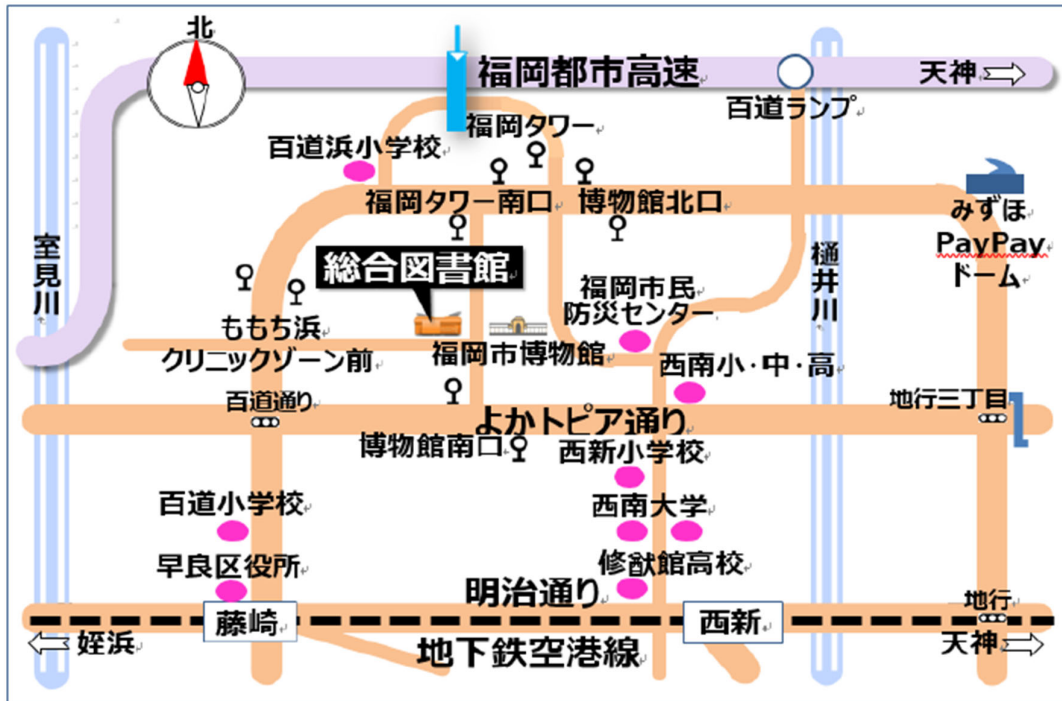 北
福岡都市高速
天神
百道ランプ
福岡タワー
百道浜小学校
福岡タワー南口
博物館北口
みずほ
PayPay
ドーム
室見川
樋井川
総合図書館
福岡市民
防災センター
ももち浜
クリニックゾーン前
福岡市博物館
西南小・中・高
百道通り
よかトピア通り
地行三丁目
博物館南口
西新小学校
百道小学校
西南大学
早良区役所
修猷館高校
明治通り
地行
藤崎
西新
姪浜
地下鉄空港線
天神